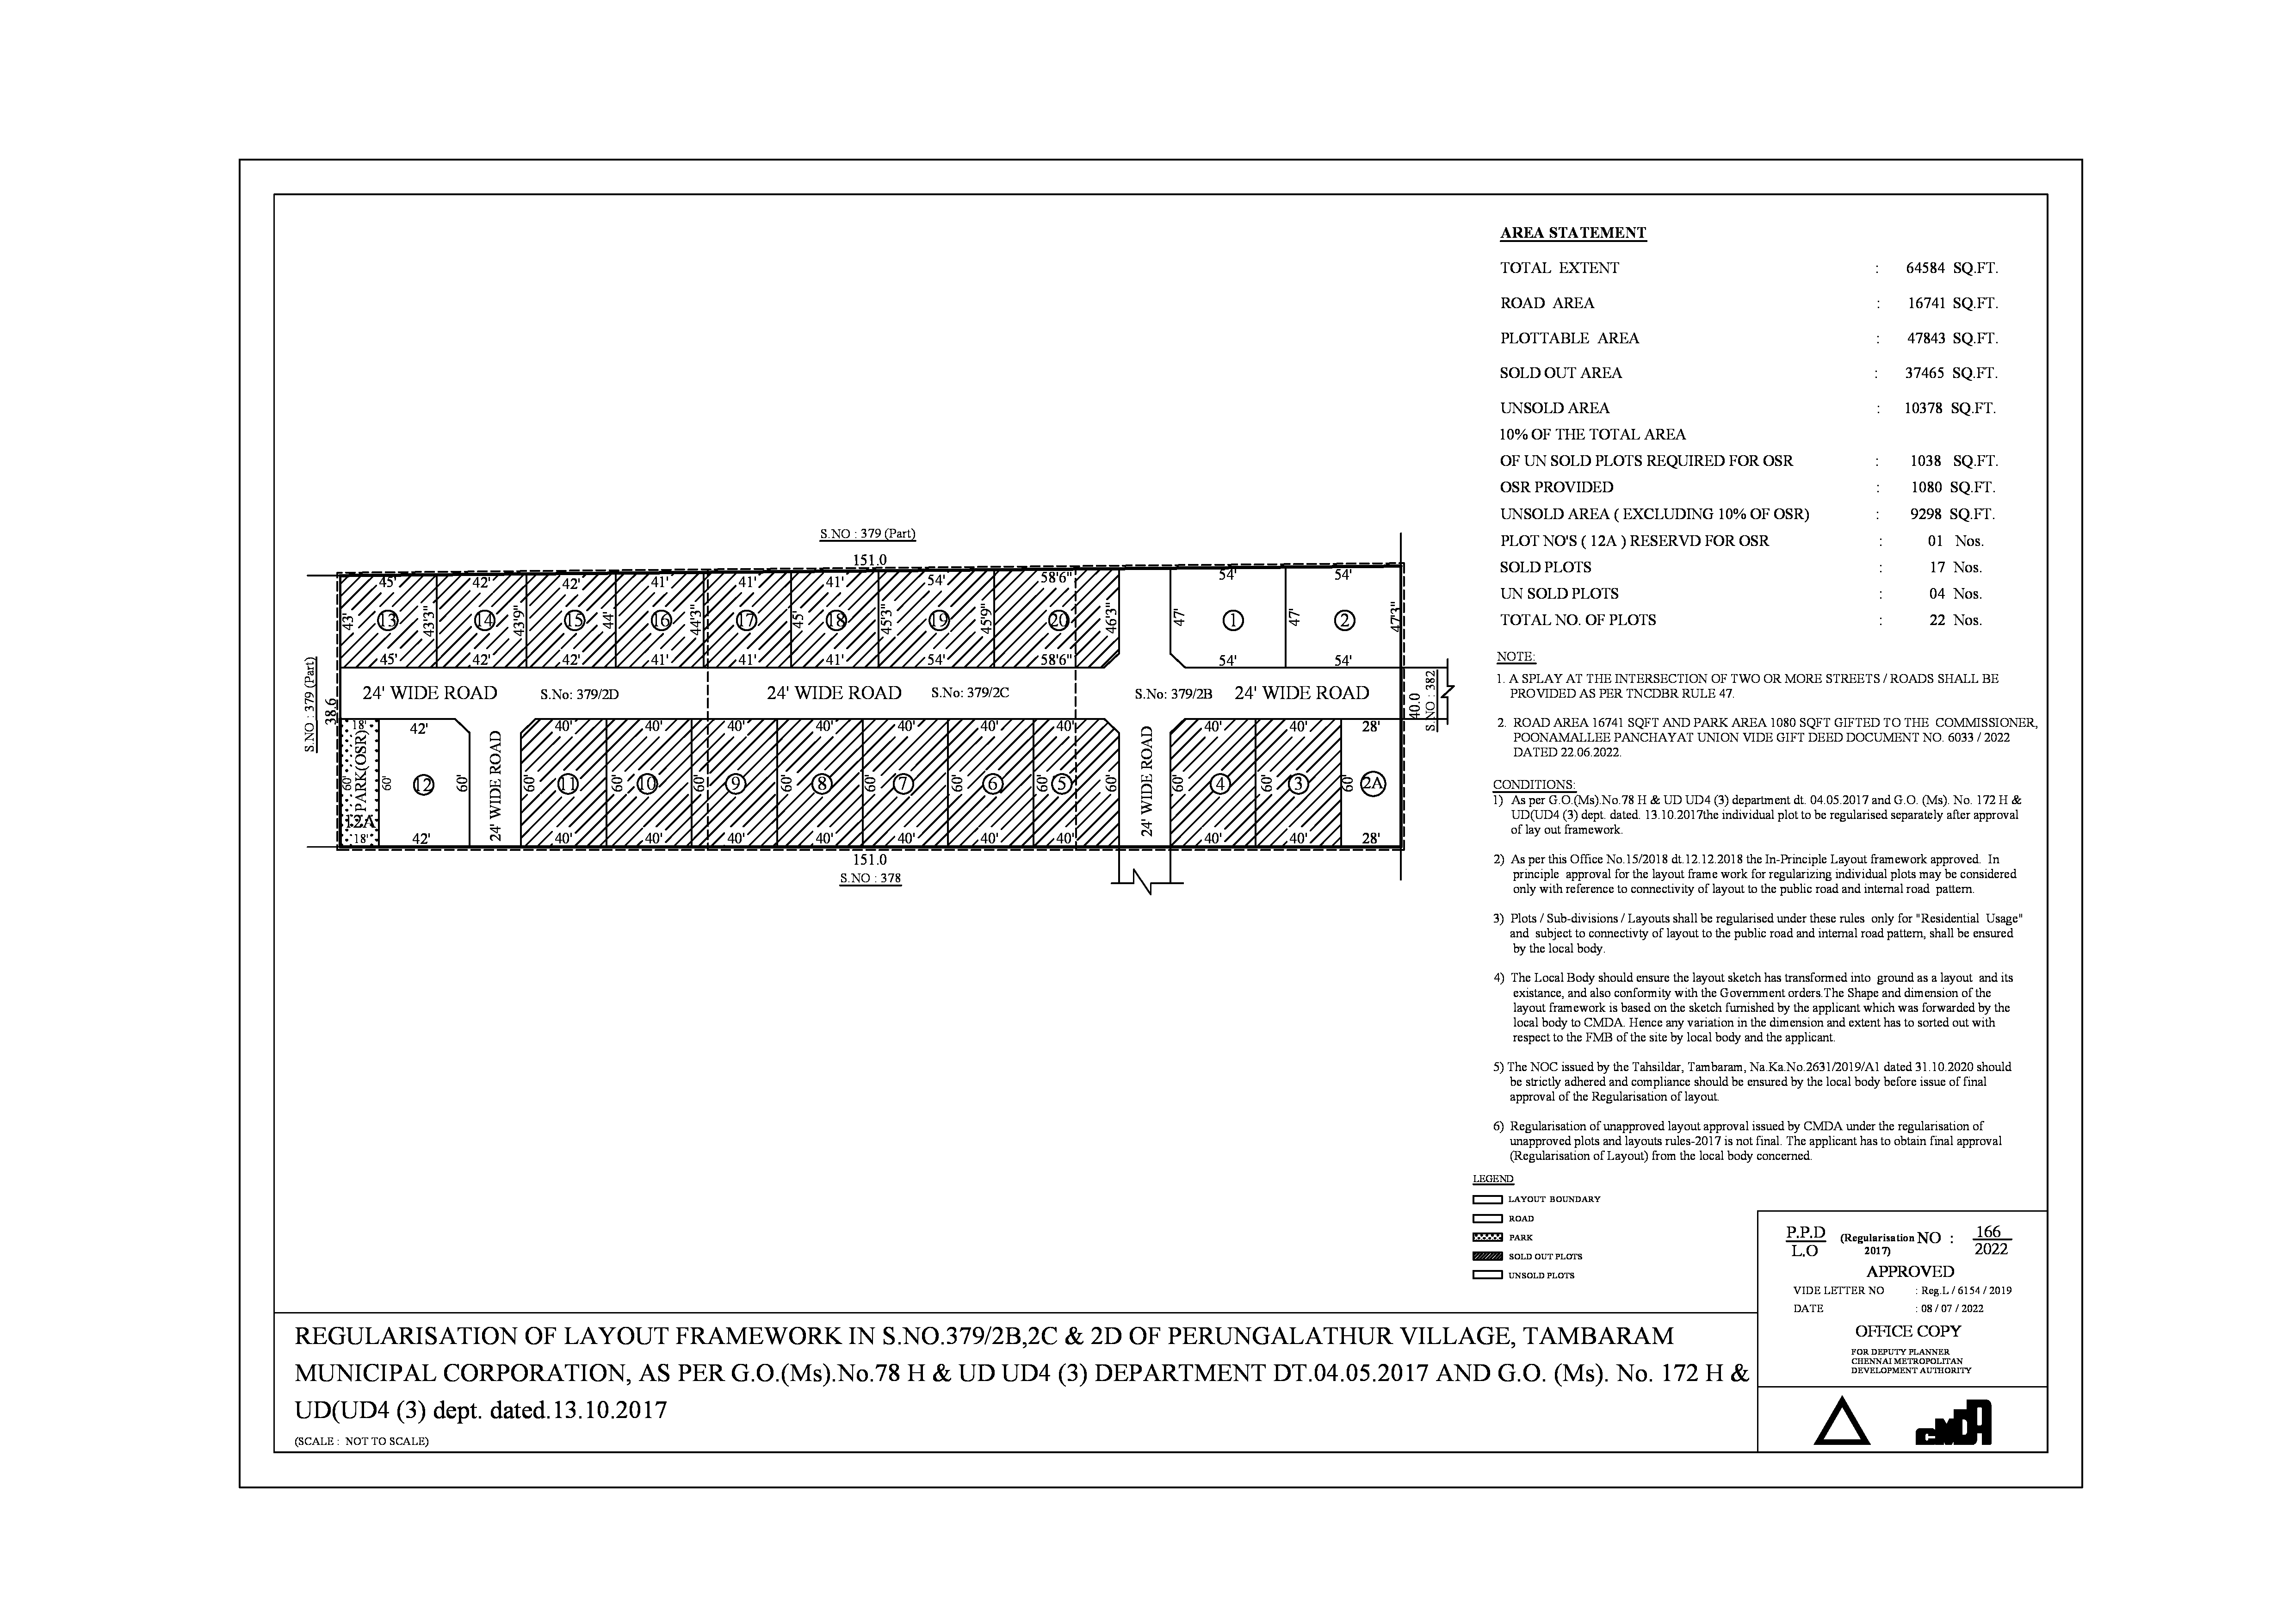 S.NO : 379 (Part)
151.0
45' 42' 42' 41' 41' 41' 54' 58'6" 54' 54'
43' 13 43'3" 14 43'9" 15 44' 16 44'3" 17 45' 18 45'3" 19 45'9" 20 46'3" 47' 1 47' 2 47'3"
45' 42' 42' 41' 41' 41' 54' 58'6" 54' 54'
S.NO : 379 (Part)
38.6
24' WIDE ROAD S.No: 379/2D 24' WIDE ROAD S.No: 379/2C S.No: 379/2B 24' WIDE ROAD
40.0
S.NO : 382
18' 42' 40' 40' 40' 40' 40' 40' 40' 40' 40' 28'
60' PARK(OSR) 60' 12 60' 24' WIDE ROAD 60' 11 60' 10 60' 9 60' 8 60' 7 60' 6 60' 5 60' 24' WIDE ROAD 60' 4 60' 3 60' 2A
12A
18' 42' 40' 40' 40' 40' 40' 40' 40' 40' 40' 28'
151.0
S.NO : 378
AREA STATEMENT
TOTAL EXTENT : 64584 SQ.FT.
ROAD AREA : 16741 SQ.FT.
PLOTTABLE AREA : 47843 SQ.FT.
SOLD OUT AREA : 37465 SQ.FT.
UNSOLD AREA : 10378 SQ.FT.
10% OF THE TOTAL AREA
OF UN SOLD PLOTS REQUIRED FOR OSR : 1038 SQ.FT.
OSR PROVIDED : 1080 SQ.FT.
UNSOLD AREA ( EXCLUDING 10% OF OSR) : 9298 SQ.FT.
PLOT NO'S ( 12A ) RESERVD FOR OSR : 01 Nos.
SOLD PLOTS : 17 Nos.
UN SOLD PLOTS : 04 Nos.
TOTAL NO. OF PLOTS : 22 Nos.
NOTE:
1. A SPLAY AT THE INTERSECTION OF TWO OR MORE STREETS / ROADS SHALL BE
PROVIDED AS PER TNCDBR RULE 47.
2. ROAD AREA 16741 SQFT AND PARK AREA 1080 SQFT GIFTED TO THE COMMISSIONER,
POONAMALLEE PANCHAYAT UNION VIDE GIFT DEED DOCUMENT NO. 6033 / 2022
DATED 22.06.2022.
CONDITIONS:
1) As per G.O.(Ms).No.78 H & UD UD4 (3) department dt. 04.05.2017 and G.O. (Ms). No. 172 H &
UD(UD4 (3) dept. dated. 13.10.2017the individual plot to be regularised separately after approval
of lay out framework.
2) As per this Office No.15/2018 dt.12.12.2018 the In-Principle Layout framework approved. In
principle approval for the layout frame work for regularizing individual plots may be considered
only with reference to connectivity of layout to the public road and internal road pattern.
3) Plots / Sub-divisions / Layouts shall be regularised under these rules only for "Residential Usage"
and subject to connectivty of layout to the public road and internal road pattern, shall be ensured
by the local body.
4) The Local Body should ensure the layout sketch has transformed into ground as a layout and its
existance, and also conformity with the Government orders.The Shape and dimension of the
layout framework is based on the sketch furnished by the applicant which was forwarded by the
local body to CMDA. Hence any variation in the dimension and extent has to sorted out with
respect to the FMB of the site by local body and the applicant.
5) The NOC issued by the Tahsildar, Tambaram, Na.Ka.No.2631/2019/A1 dated 31.10.2020 should
be strictly adhered and compliance should be ensured by the local body before issue of final
approval of the Regularisation of layout.
6) Regularisation of unapproved layout approval issued by CMDA under the regularisation of
unapproved plots and layouts rules-2017 is not final. The applicant has to obtain final approval
(Regularisation of Layout) from the local body concerned.
LEGEND
LAYOUT BOUNDARY
ROAD
PARK
SOLD OUT PLOTS
UNSOLD PLOTS
P.P.D
L.O
(Regularisation
2017)
NO :
166
2022
APPROVED
VIDE LETTER NO : Reg.L / 6154 / 2019
DATE : 08 / 07 / 2022
OFFICE COPY
FOR DEPUTY PLANNER
CHENNAI METROPOLITAN
DEVELOPMENT AUTHORITY
CMDA
REGULARISATION OF LAYOUT FRAMEWORK IN S.NO.379/2B,2C & 2D OF PERUNGALATHUR VILLAGE, TAMBARAM
MUNICIPAL CORPORATION, AS PER G.O.(Ms).No.78 H & UD UD4 (3) DEPARTMENT DT.04.05.2017 AND G.O. (Ms). No. 172 H &
UD(UD4 (3) dept. dated.13.10.2017
(SCALE : NOT TO SCALE)